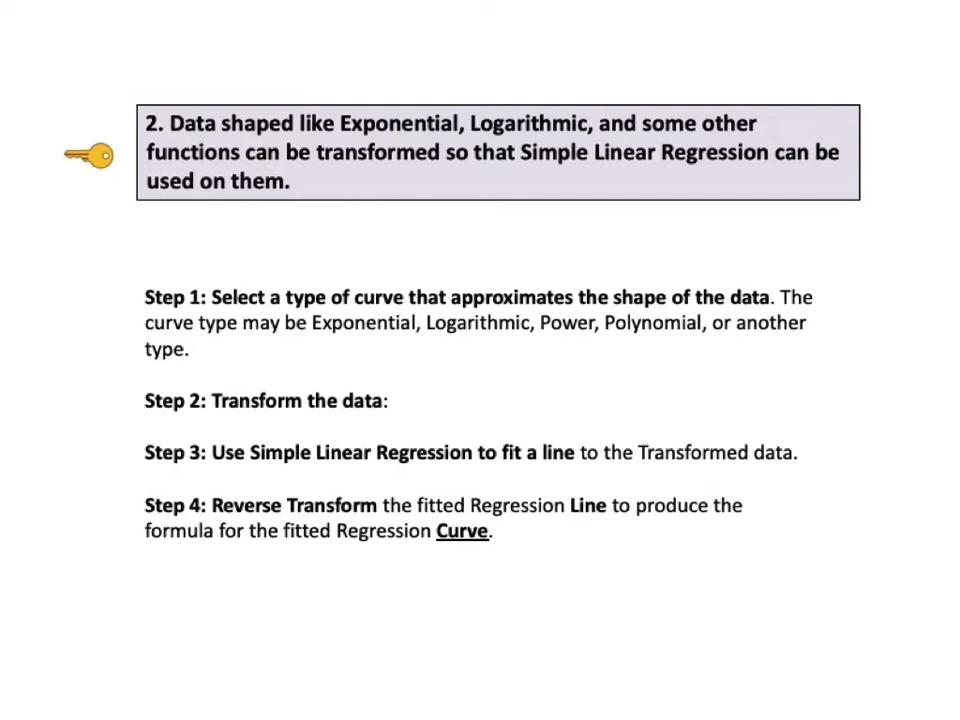 2. Data shaped like Exponential, Logarithmic, and some other
functions can be transformed so that Simple Linear Regression can be
used on them.
Step 1: Select a type of curve that approximates the shape of the data. The
curve type may be Exponential, Logarithmic, Power, Polynomial, or another
type.
Step 2: Transform the data:
Step 3: Use Simple Linear Regression to fit a line to the Transformed data.
Step 4: Reverse Transform the fitted Regression Line to produce the
formula for the fitted Regression Curve.